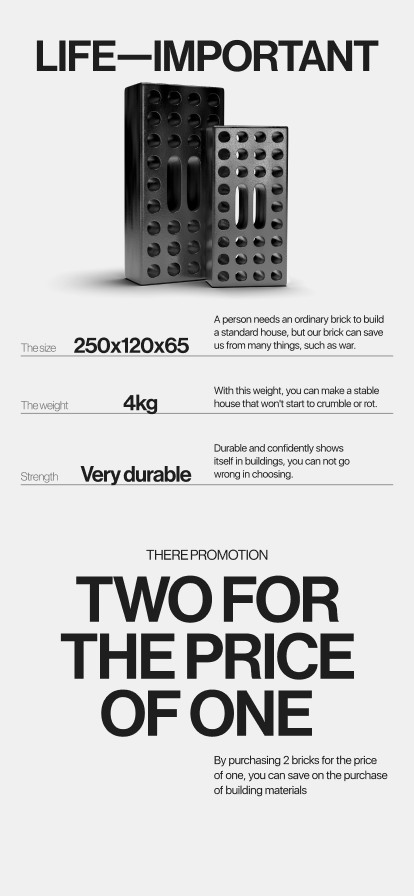 LIFE—IMPORTANT
The size
250x120x65
A person needs an ordinary brick to build
a standard house, but our brick can save
us from many things, such as war.
The weight
4kg
With this weight, you can make a stable
house that won't start to crumble or rot.
Strength
Very durable
Durable and confidently shows
itself in buildings, you can not go
wrong in choosing.
THERE PROMOTION
TWO FOR
THE PRICE
OF ONE
By purchasing 2 bricks for the price
of one, you can save on the purchase
of building materials